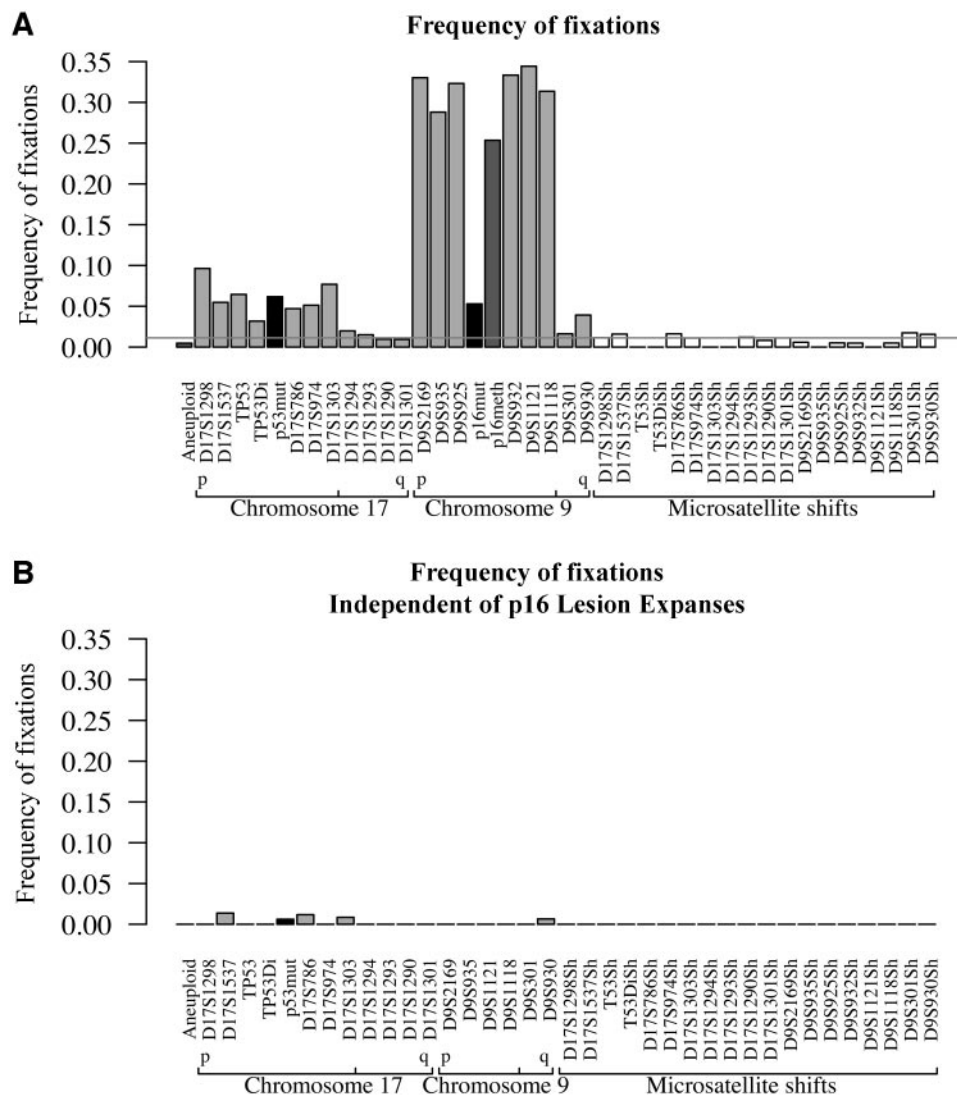 A
Frequency of fixations
Frequency of fixations
0.35
0.30
0.25
0.20
0.15
0.10
0.05
0.00
Aneuploid
D17S1298
D17S1537
TP53
TP53Di
p53mut
D17S786
D17S974
D17S1303
D17S1294
D17S1293
D17S1290
D17S1301
D9S2169
D9S935
D9S925
p16mut
p16meth
D9S932
D9S1121
D9S1118
D9S301
D9S930
D17S1298Sh
D17S1537Sh
T53Sh
T53DiSh
D17S786Sh
D17S974Sh
D17S1303Sh
D17S1294Sh
D17S1293Sh
D17S1290Sh
D17S1301Sh
D9S2169Sh
D9S935Sh
D9S925Sh
D9S932Sh
D9S1121Sh
D9S1118Sh
D9S301Sh
D9S930Sh
p q p q
Chromosome 17 Chromosome 9 Microsatellite shifts
B
Frequency of fixations
Independent of p16 Lesion Expanses
Frequency of fixations
0.35
0.30
0.25
0.20
0.15
0.10
0.05
0.00
Aneuploid
D17S1298
D17S1537
TP53
TP53Di
p53mut
D17S786
D17S974
D17S1303
D17S1294
D17S1293
D17S1290
D17S1301
D9S2169
D9S935
D9S1121
D9S1118
D9S301
D9S930
D17S1298Sh
D17S1537Sh
T53Sh
T53DiSh
D17S786Sh
D17S974Sh
D17S1303Sh
D17S1294Sh
D17S1293Sh
D17S1290Sh
D17S1301Sh
D9S2169Sh
D9S935Sh
D9S925Sh
D9S932Sh
D9S1121Sh
D9S1118Sh
D9S301Sh
D9S930Sh
p q p q
Chromosome 17 Chromosome 9 Microsatellite shifts